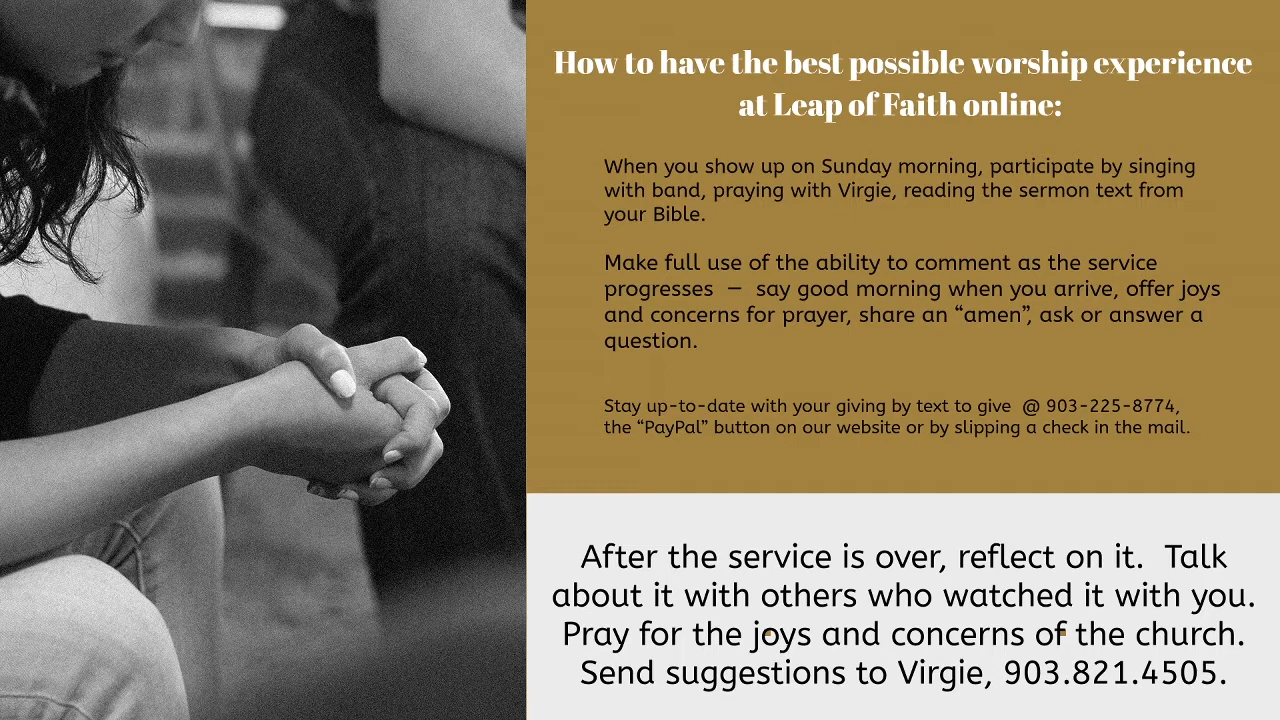 How to have the best possible worship experience
at Leap of Faith online:
When you show up on Sunday morning, participate by singing
with band, praying with Virgie, reading the sermon text from
your Bible.
Make full use of the ability to comment as the service
progresses — say good morning when you arrive, offer joys
and concerns for prayer, share an “amen”, ask or answer a
question.
Stay up-to-date with your giving by text to give @ 903-225-8774,
the “PayPal” button on our website or by slipping a check in the mail.
After the service is over, reflect on it. Talk
about it with others who watched it with you.
Pray for the joys and concerns of the church.
Send suggestions to Virgie, 903.821.4505.